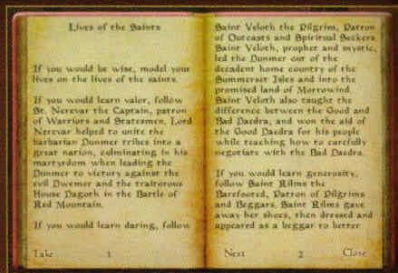 Lives of the Saints
If you would be wise, model your
lives on the lives of the saints.
If you would learn valor, follow
St. Nerevar the Captain, patron
of Warriors and Statesmen. Lord
Nerevar helped to unite the
barbarian Dunmer tribes into a
great nation, culminating in his
martyrdom when leading the
Dunmer to victory against the
evil Dwemer and the traitorous
House Dagoth in the Battle of
Red Mountain.
If you would learn daring, follow
Take
1
Saint Veloth the Pilgrim, Patron
of Outcasts and Spiritual Seekers.
Saint Veloth, prophet and mystic,
led the Dunmer out of the
decadent home country of the
Summerset Isles and into the
promised land of Morrowind.
Saint Veloth also taught the
difference between the Good and
Bad Daedra, and won the aid of
the Good Daedra for his people
while teaching how to carefully
negotiate with the Bad Daedra.
If you would learn generosity,
follow Saint Rilms the
Barefooted, Patron of Pilgrims
and Beggars. Saint Rilms gave
away her shoes, then dressed and
appeared as a beggar to better
Next
2
Close